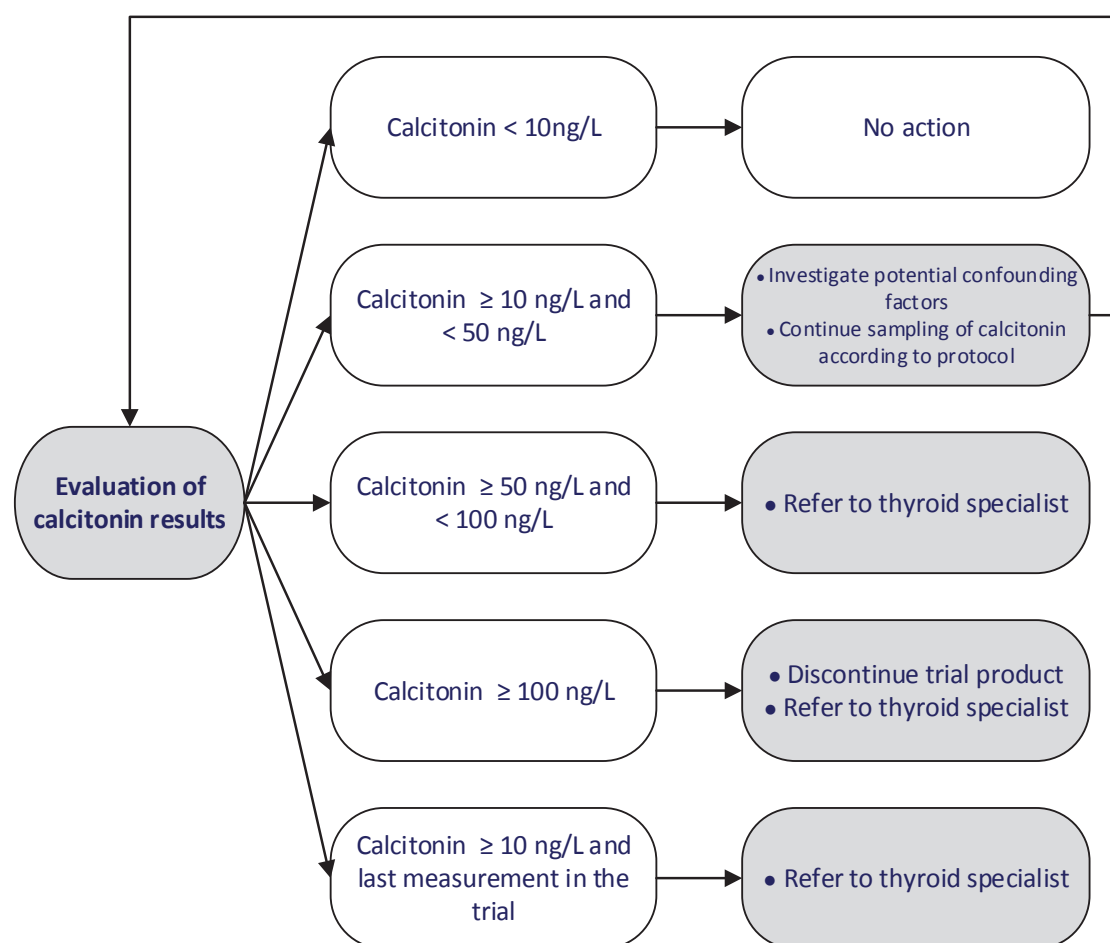 Calcitonin < 10ng/L
No action
Calcitonin ≥ 10 ng/L and
< 50 ng/L
• Investigate potential confounding
factors
• Continue sampling of calcitonin
according to protocol
Evaluation of
calcitonin results
Calcitonin ≥ 50 ng/L and
< 100 ng/L
• Refer to thyroid specialist
Calcitonin ≥ 100 ng/L
• Discontinue trial product
• Refer to thyroid specialist
Calcitonin ≥ 10 ng/L and
last measurement in the
trial
• Refer to thyroid specialist